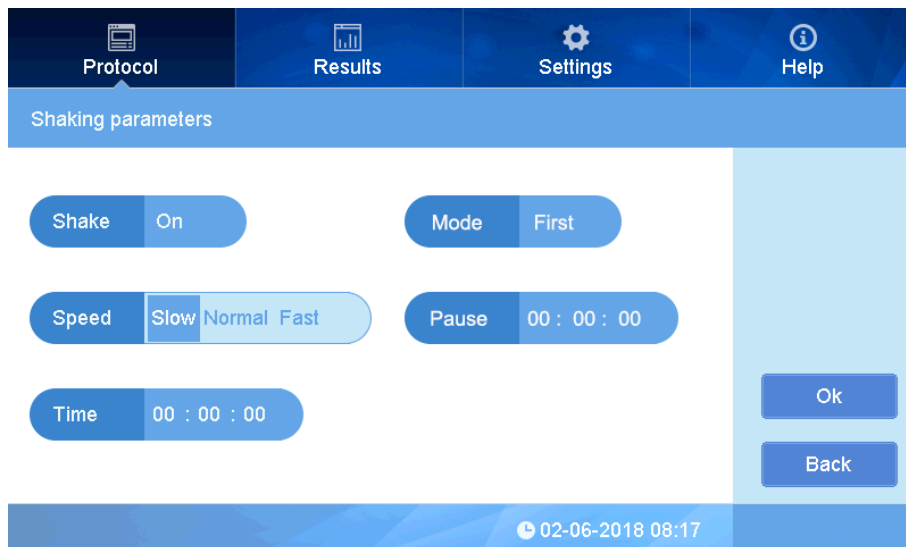 Protocol
Results
Settings
Help
Shaking parameters
Shake On
Mode First
Speed Slow Normal Fast
Pause 00 : 00 : 00
Time 00 : 00 : 00
Ok
Back
02-06-2018 08:17